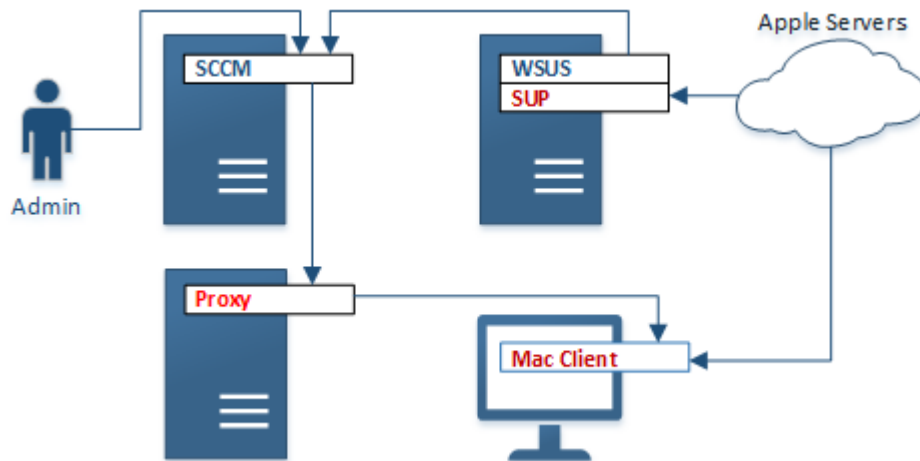 Apple Servers
SCCM
WSUS
SUP
Admin
Proxy
Mac Client